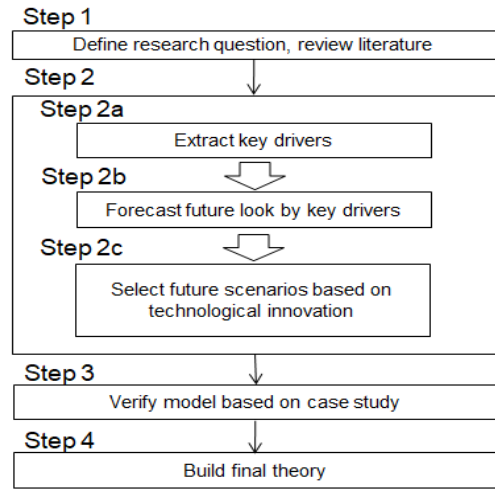 Step 1
Define research question, review literature
Step 2
Step 2a
Extract key drivers
Step 2b
Forecast future look by key drivers
Step 2c
Select future scenarios based on
technological innovation
Step 3
Verify model based on case study
Step 4
Build final theory